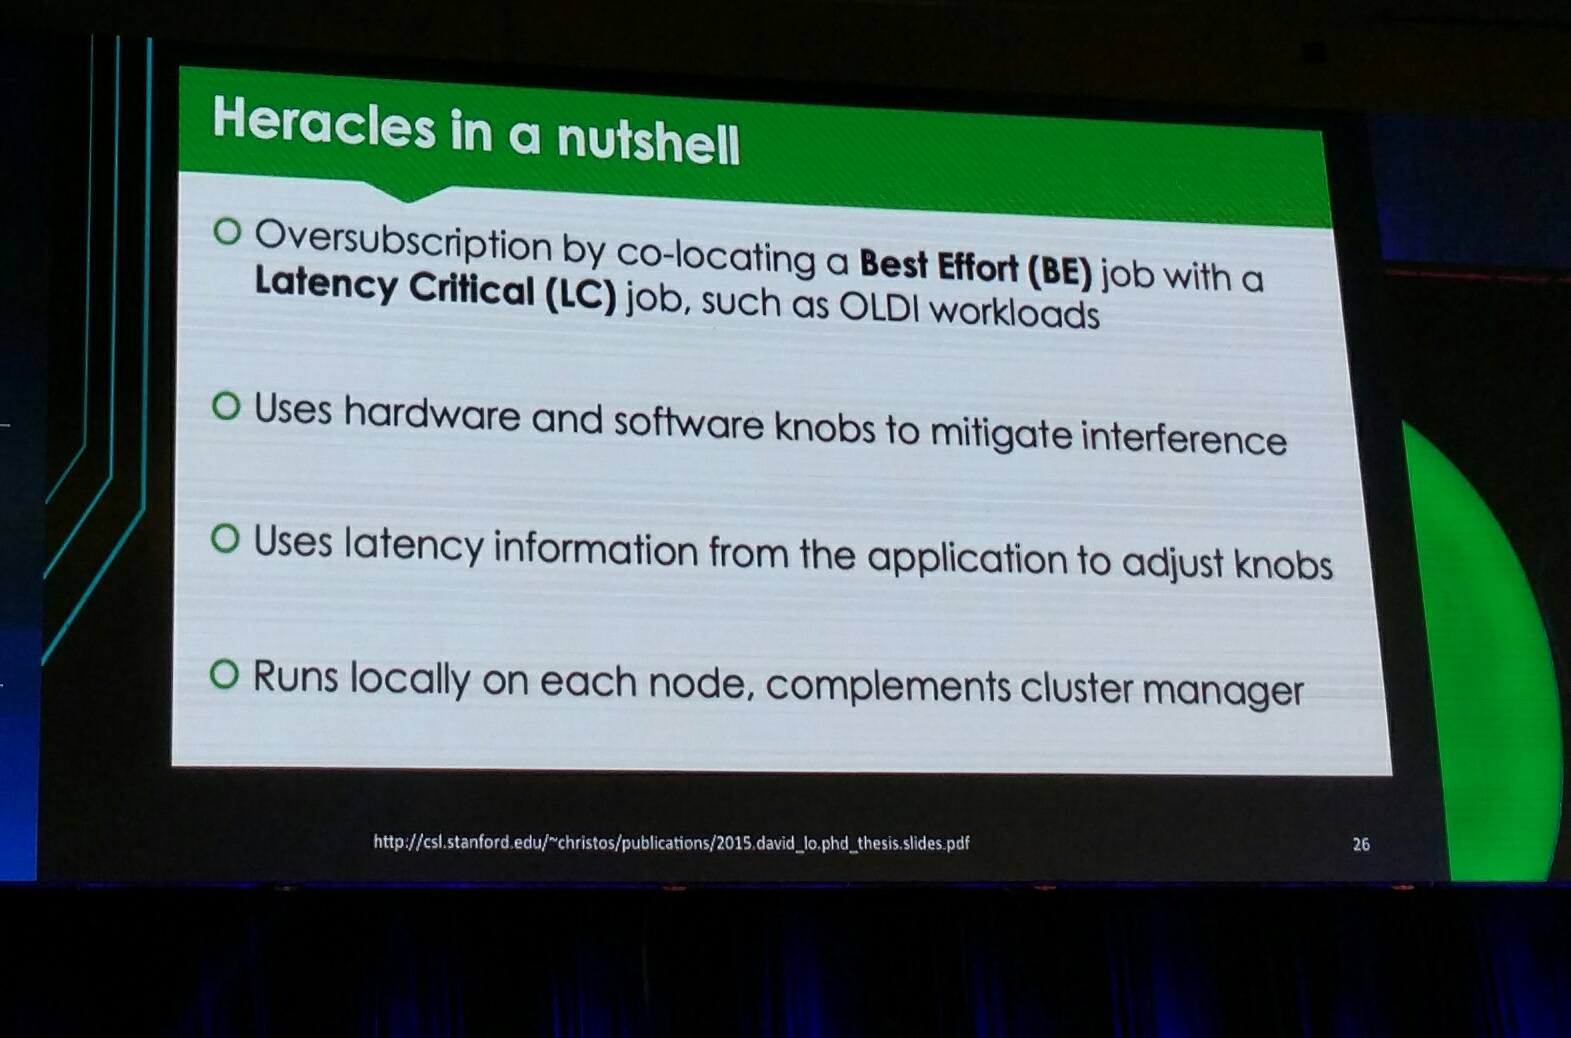 Heracles in a nutshell
Oversubscription by co-locating a Best Effort (BE) job with a
Latency Critical (LC) job, such as OLDI workloads
Uses hardware and software knobs to mitigate interference
Uses latency information from the application to adjust knobs
Runs locally on each node, complements cluster manager
http://csl.stanford.edu/~christos/publications/2015.david_lo.phd_thesis.slides.pdf
26